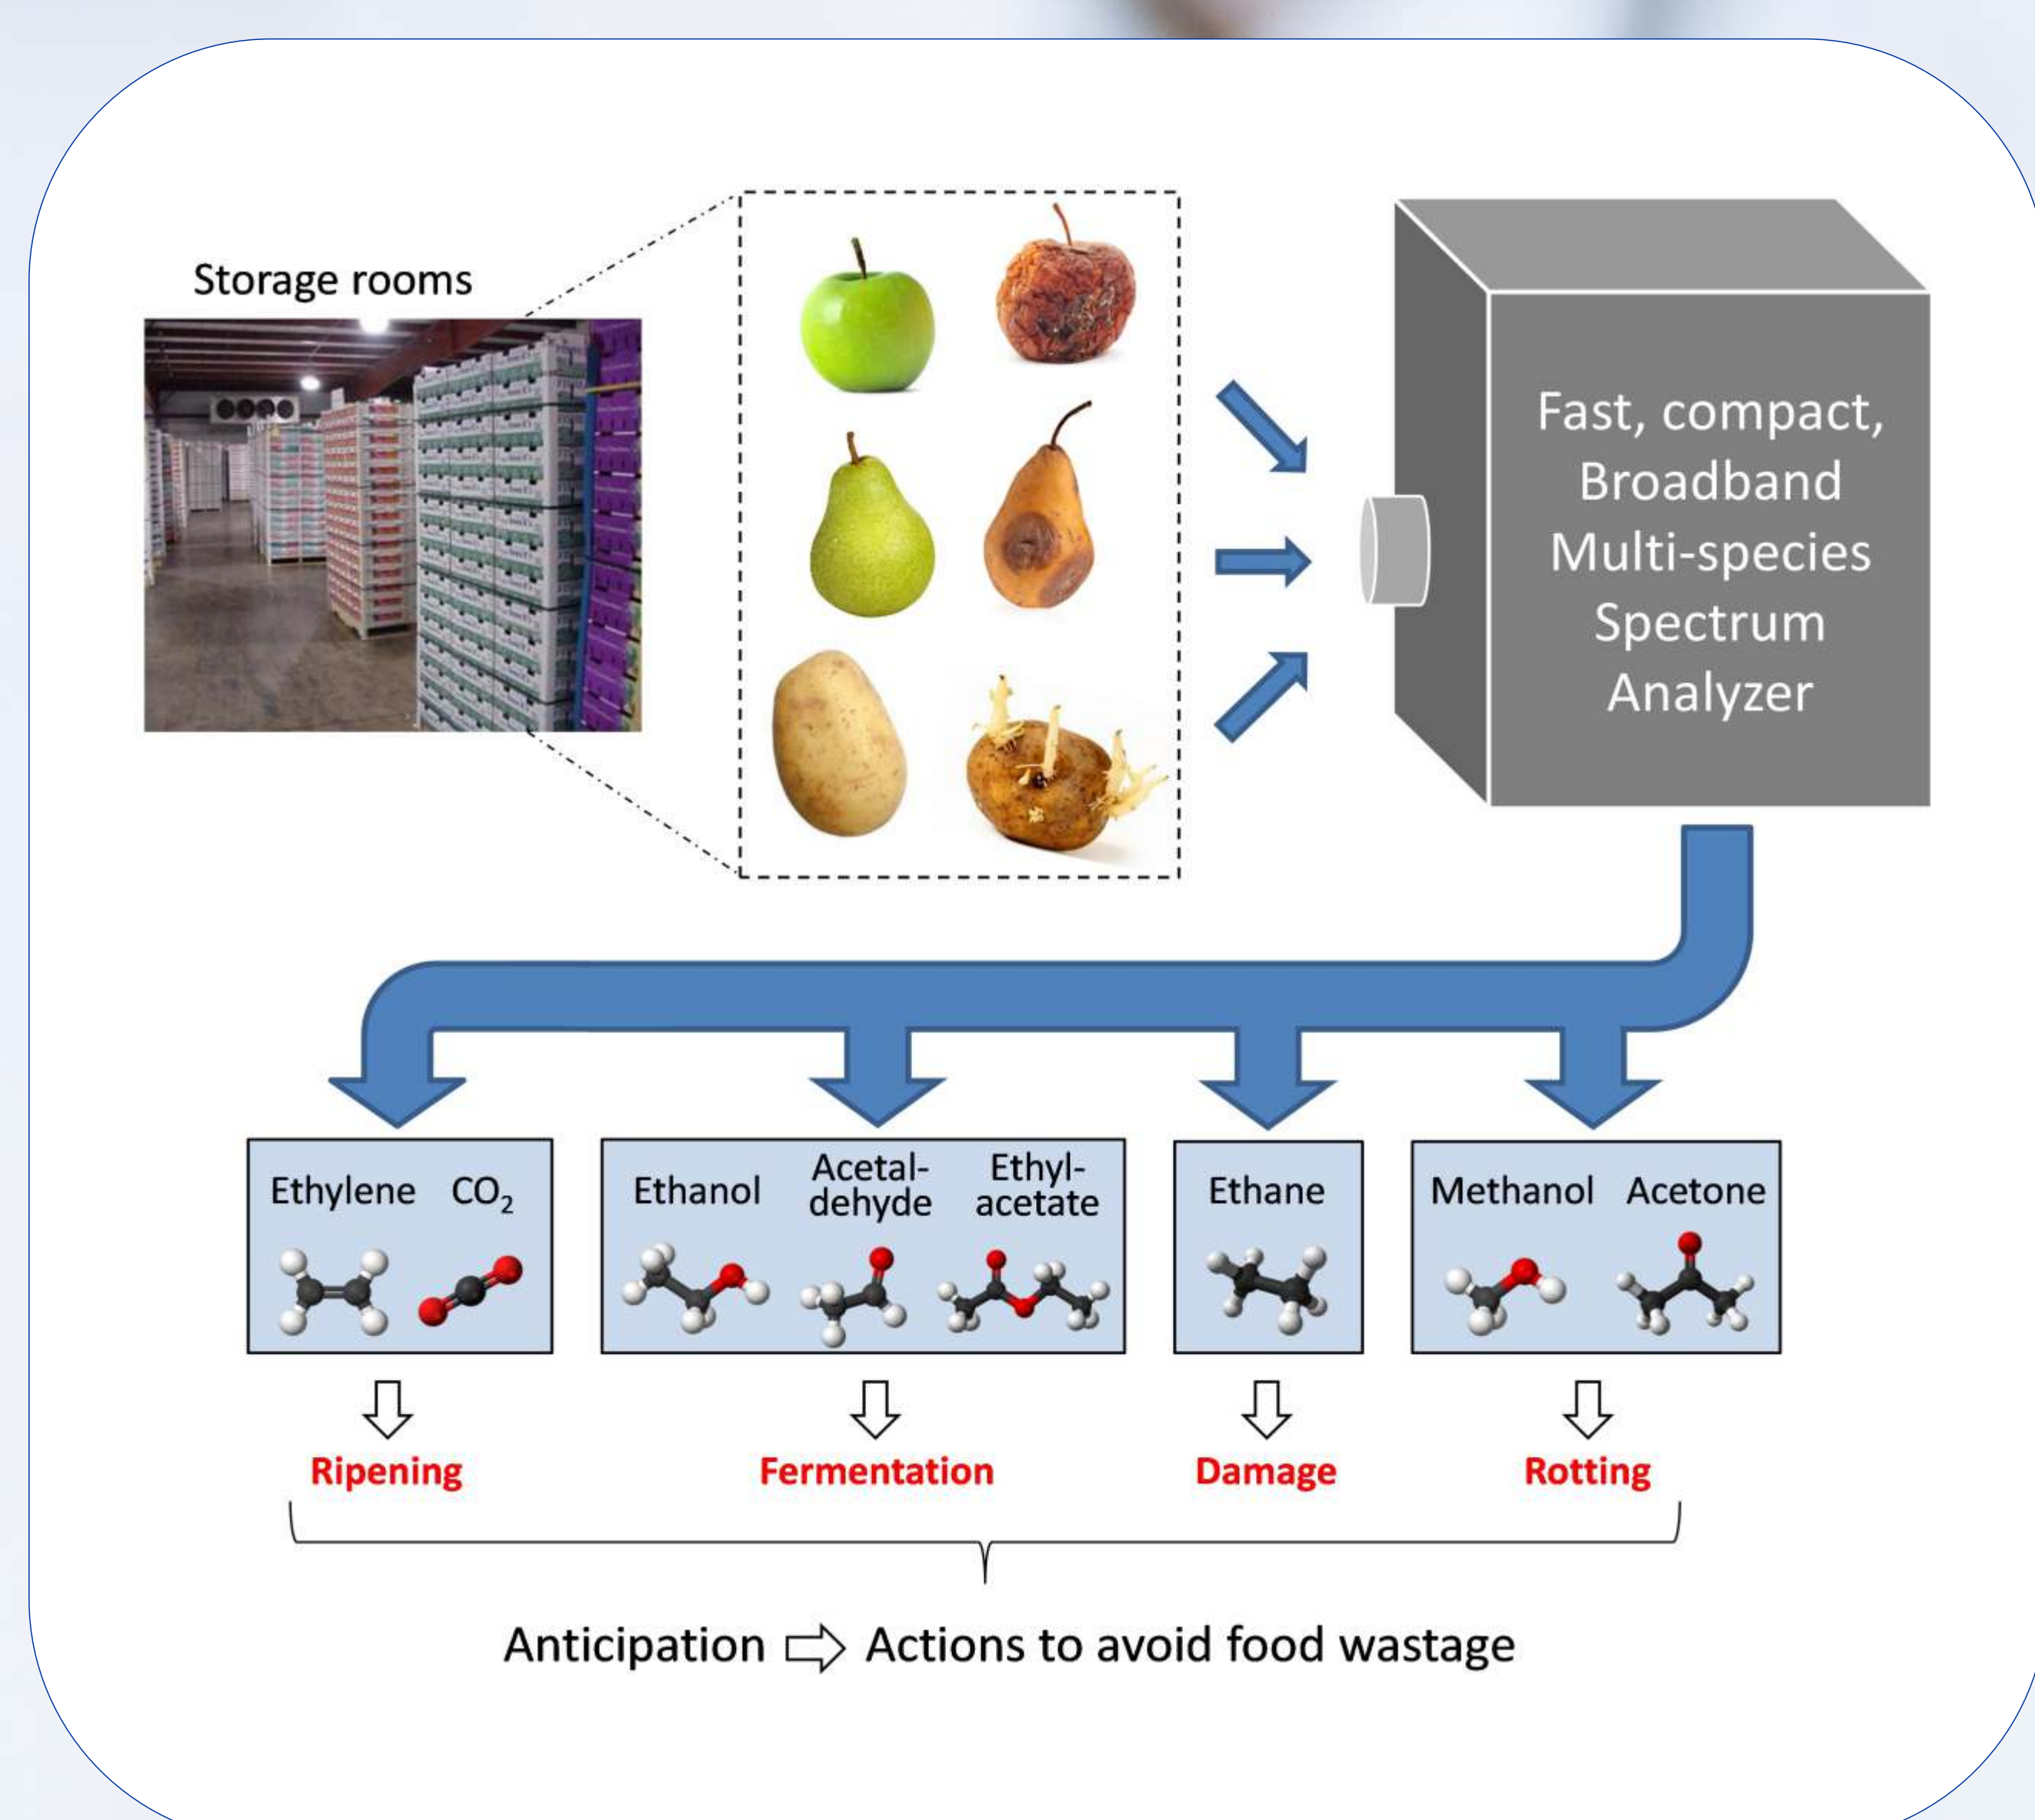 Storage rooms
Fast, compact,
Broadband
Multi-species
Spectrum
Analyzer
Ethylene CO₂
Ethanol
Acetal-
dehyde
Ethyl-
acetate
Ethane
Methanol Acetone
Ripening
Fermentation
Damage
Rotting
Anticipation ⇨ Actions to avoid food wastage